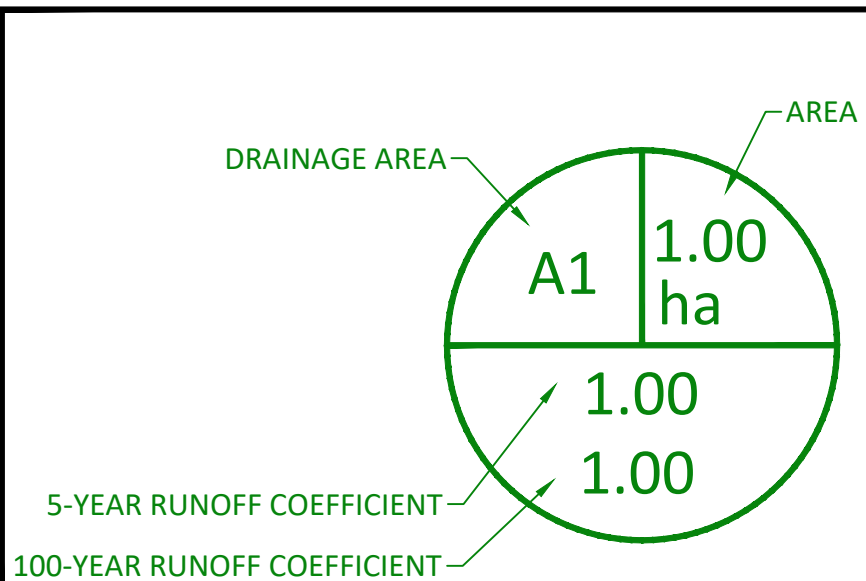 AREA
DRAINAGE AREA
A1
1.00
ha
1.00
1.00
5-YEAR RUNOFF COEFFICIENT
100-YEAR RUNOFF COEFFICIENT